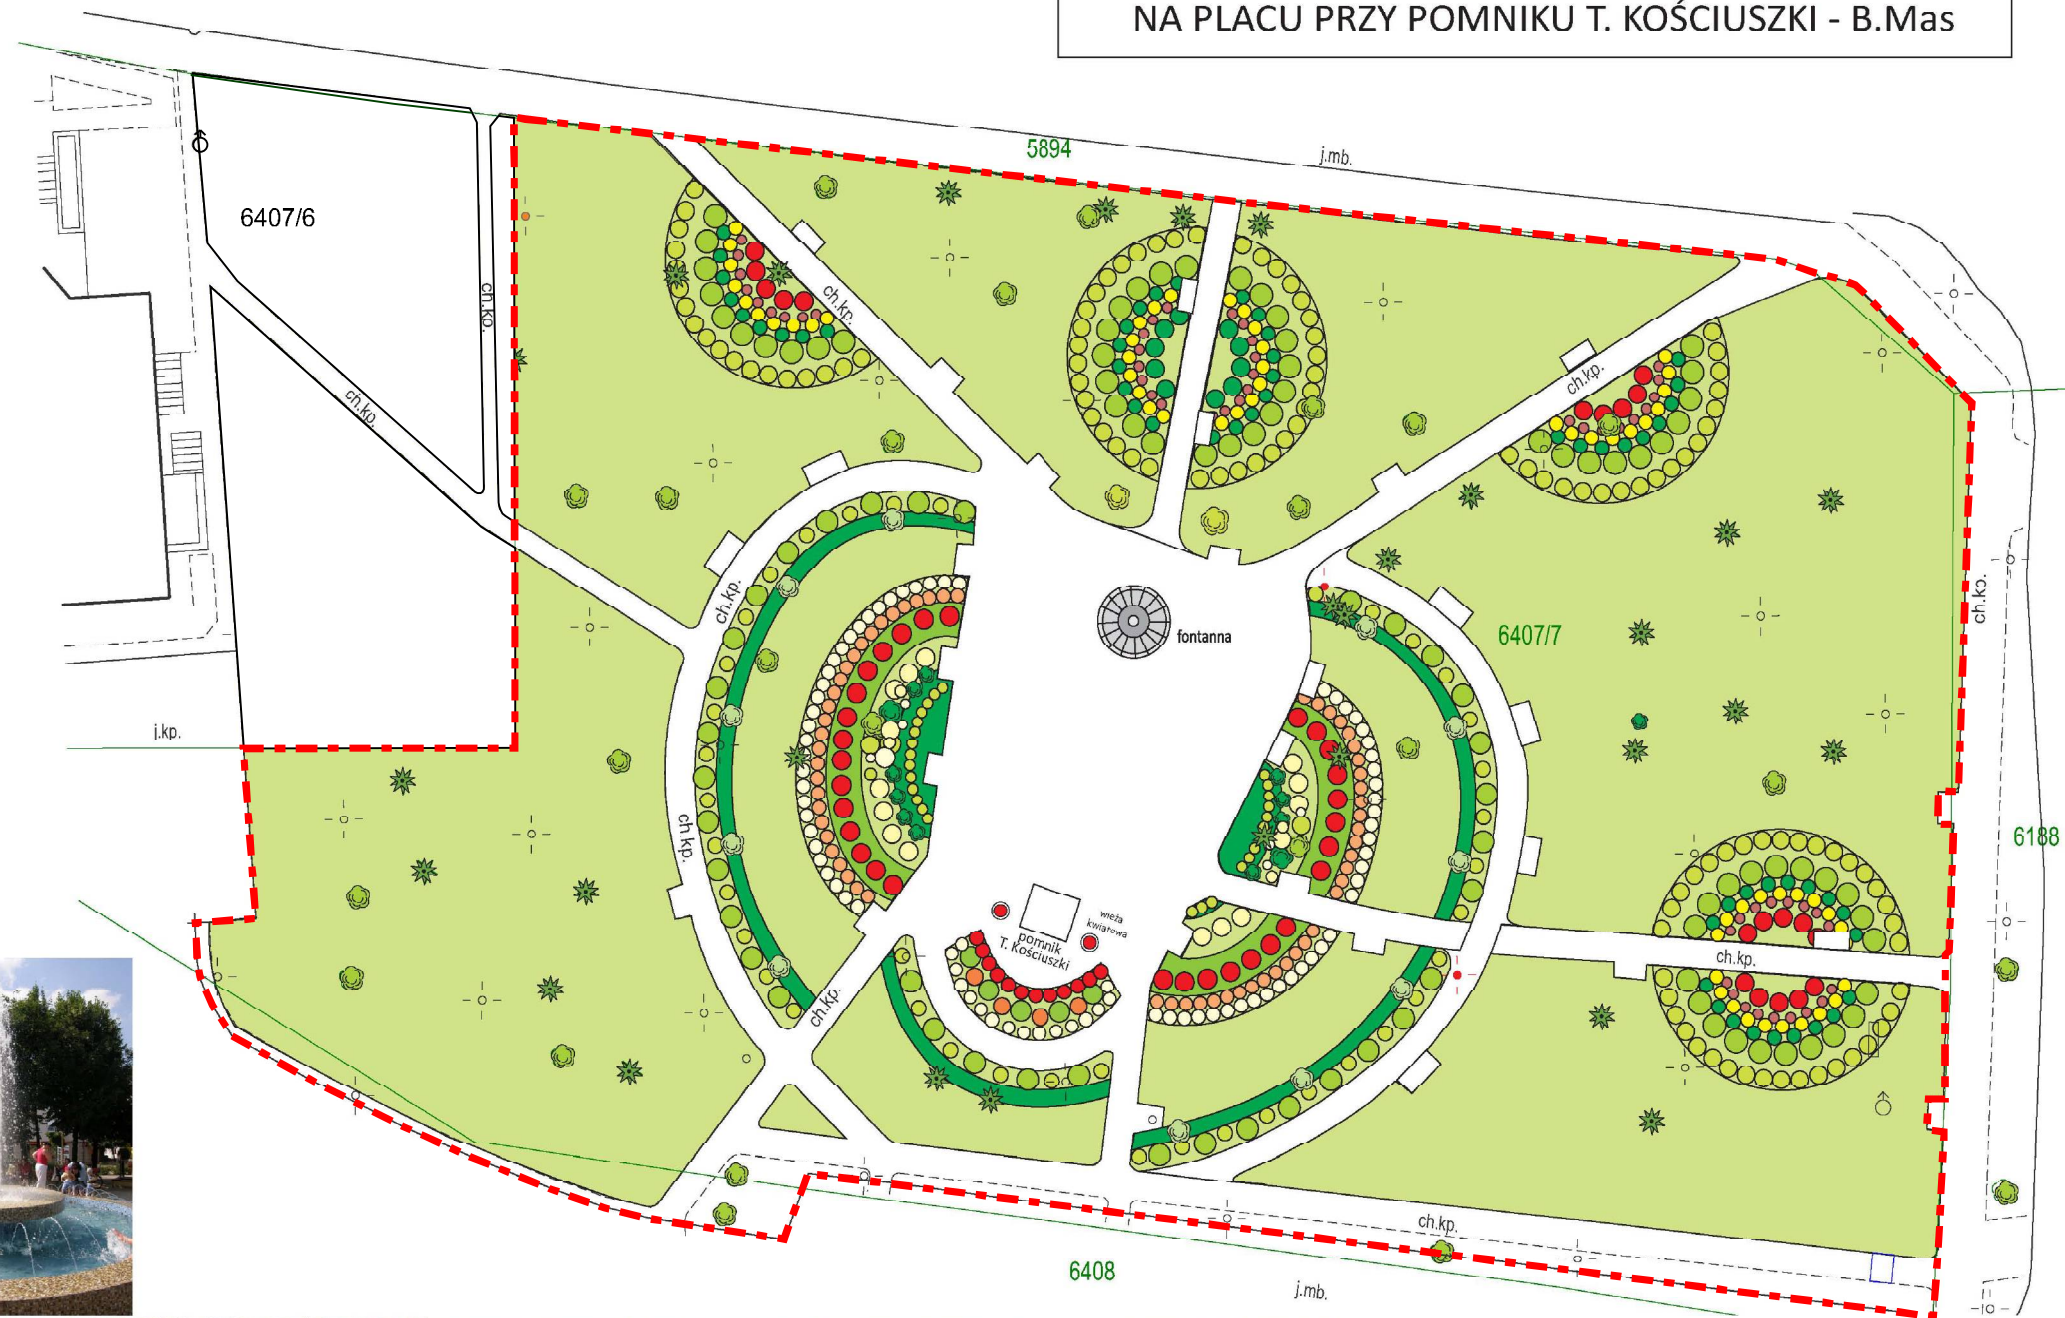 NA PLACU PRZY POMNIKU T. KOŚCIUSZKI - B.Mas
5894
j.mb.
6407/6
ch.kp.
ch.kp.
ch.kp.
ch.kp.
ch.kp.
ch.kp.
fontanna
6407/7
j.kp.
6188
ch.kp.
wieża
kwiatowa
pomnik
T. Kościuszki
ch.kp.
ch.kp.
ch.kp.
6408
j.mb.